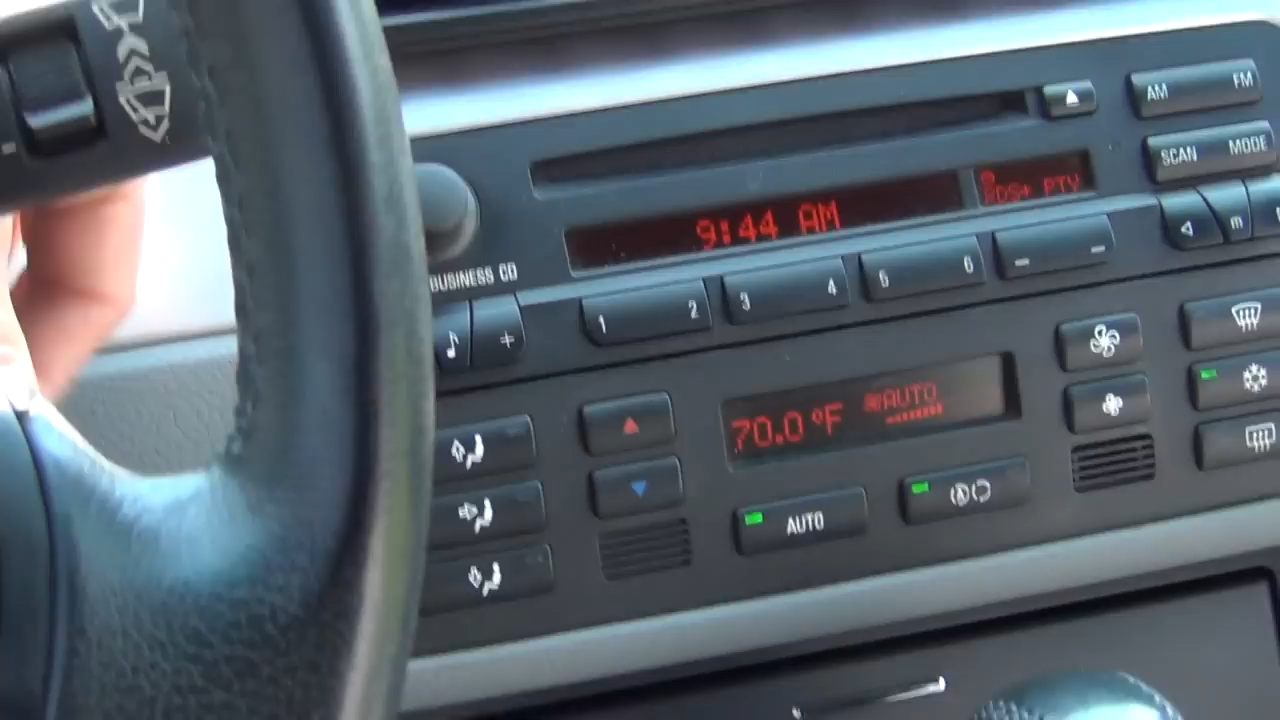 AM FM
SCAN MODE
RDS+ PTY
9:44 AM
BUSINESS CD
1 2 3 4 5 6
m
70.0 °F AUTO
AUTO